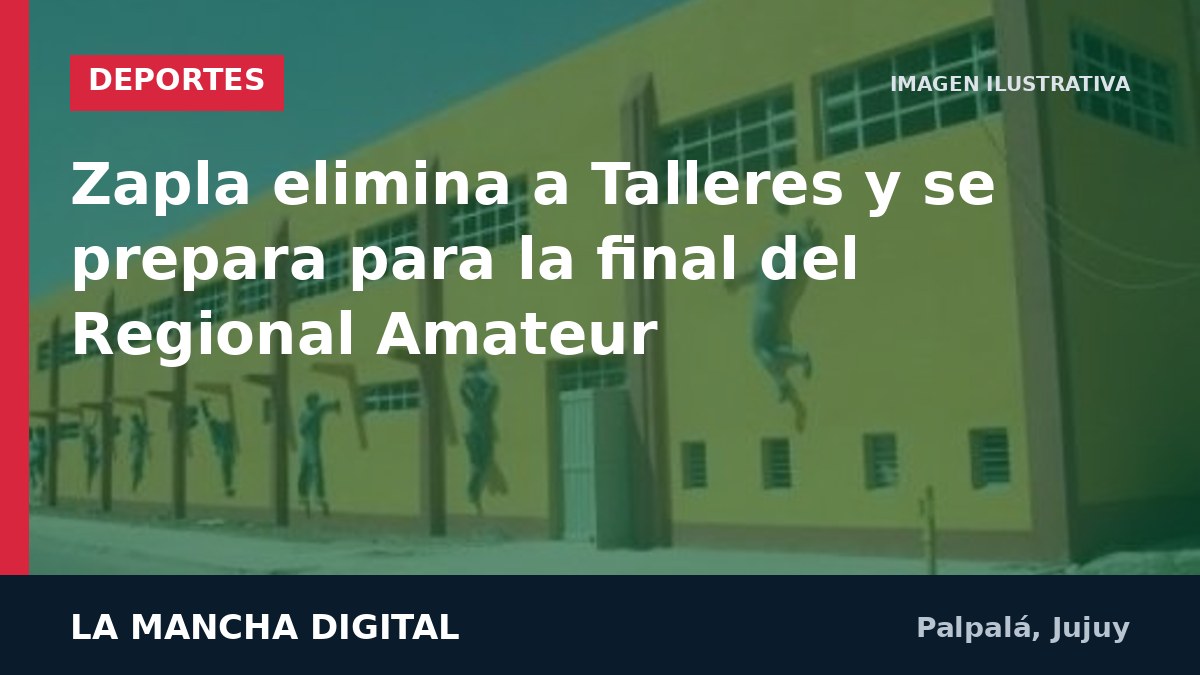 DEPORTES
IMAGEN ILUSTRATIVA
Zapla elimina a Talleres y se
prepara para la final del
Regional Amateur
LA MANCHA DIGITAL
Palpalá, Jujuy